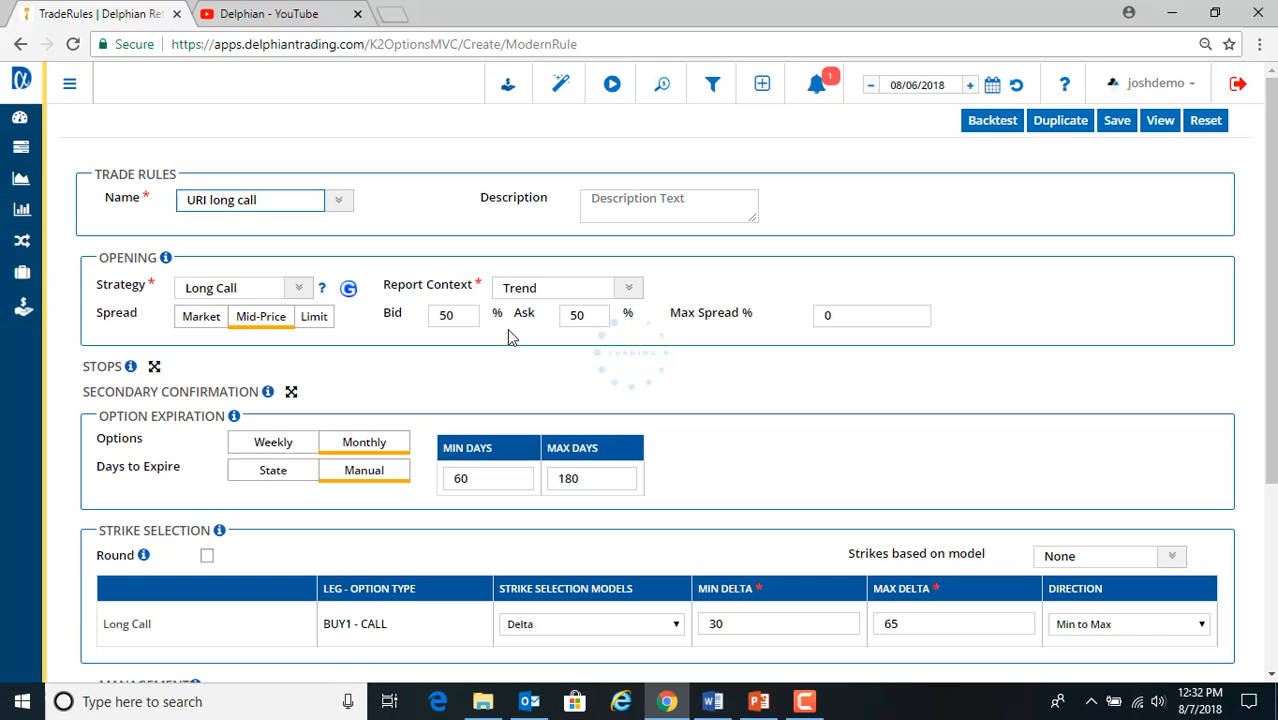 TradeRules | Delphian Ret
Delphian - YouTube
Secure
https://apps.delphiantrading.com/K2OptionsMVC/Create/ModernRule
1
08/06/2018
?
joshdemo
Backtest
Duplicate
Save
View
Reset
TRADE RULES
Name *
URI long call
Description
Description Text
OPENING
Strategy *
Long Call
?
Report Context *
Trend
Spread
Market
Mid-Price
Limit
Bid
50
%
Ask
50
%
Max Spread %
0
LOADING
STOPS
SECONDARY CONFIRMATION
OPTION EXPIRATION
Options
Weekly
Monthly
MIN DAYS
MAX DAYS
Days to Expire
State
Manual
60
180
STRIKE SELECTION
Round
Strikes based on model
None
LEG - OPTION TYPE
STRIKE SELECTION MODELS
MIN DELTA *
MAX DELTA *
DIRECTION
Long Call
BUY1 - CALL
Delta
30
65
Min to Max
MANAGEMENT
Type here to search
12:32 PM
8/7/2018